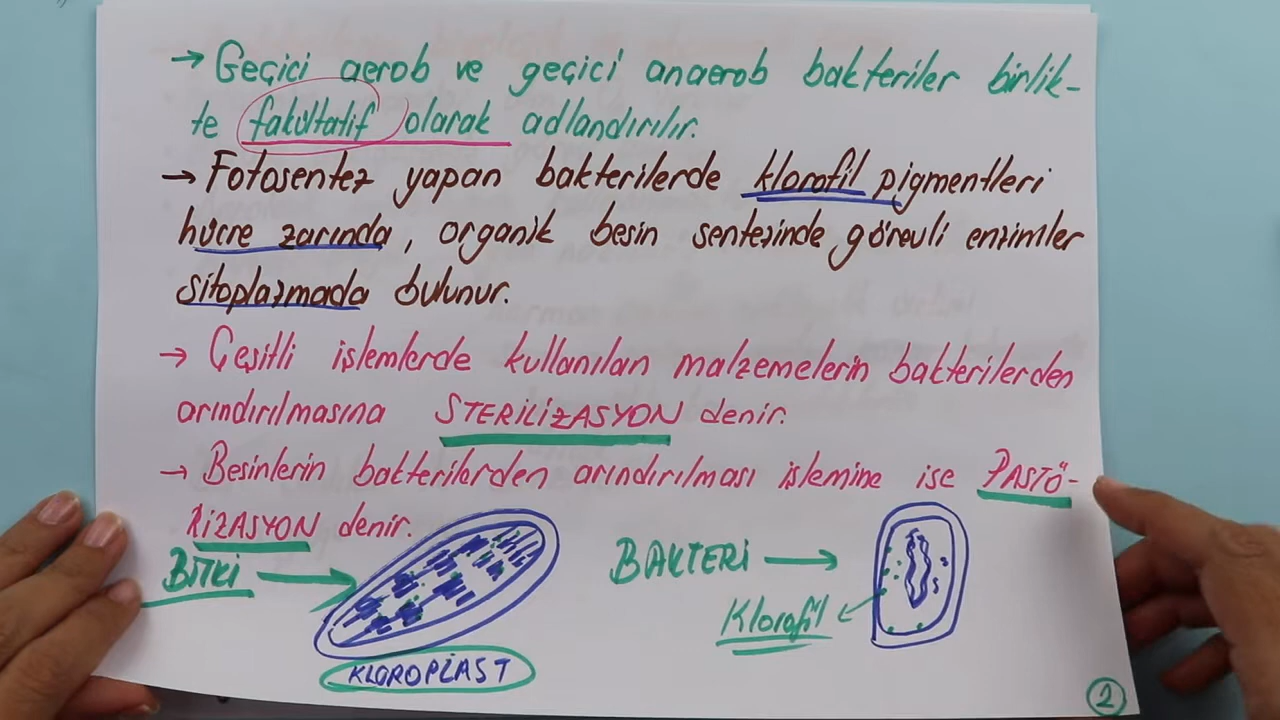 → Geçici aerob ve geçici anaerob bakteriler birlik-
te fakültatif olarak adlandırılır.
→ Fotosentez yapan bakterilerde klorofil pigmentleri
hücre zarında, organik besin sentezinde görevli enzimler
sitoplazmada bulunur.
→ Çeşitli işlemlerde kullanılan malzemelerin bakterilerden
arındırılmasına STERİLİZASYON denir.
→ Besinlerin bakterilerden arındırılması işlemine ise PASTÖ-
RİZASYON denir.
BİTKİ →
BAKTERİ →
Klorofil
KLOROPLAST
2